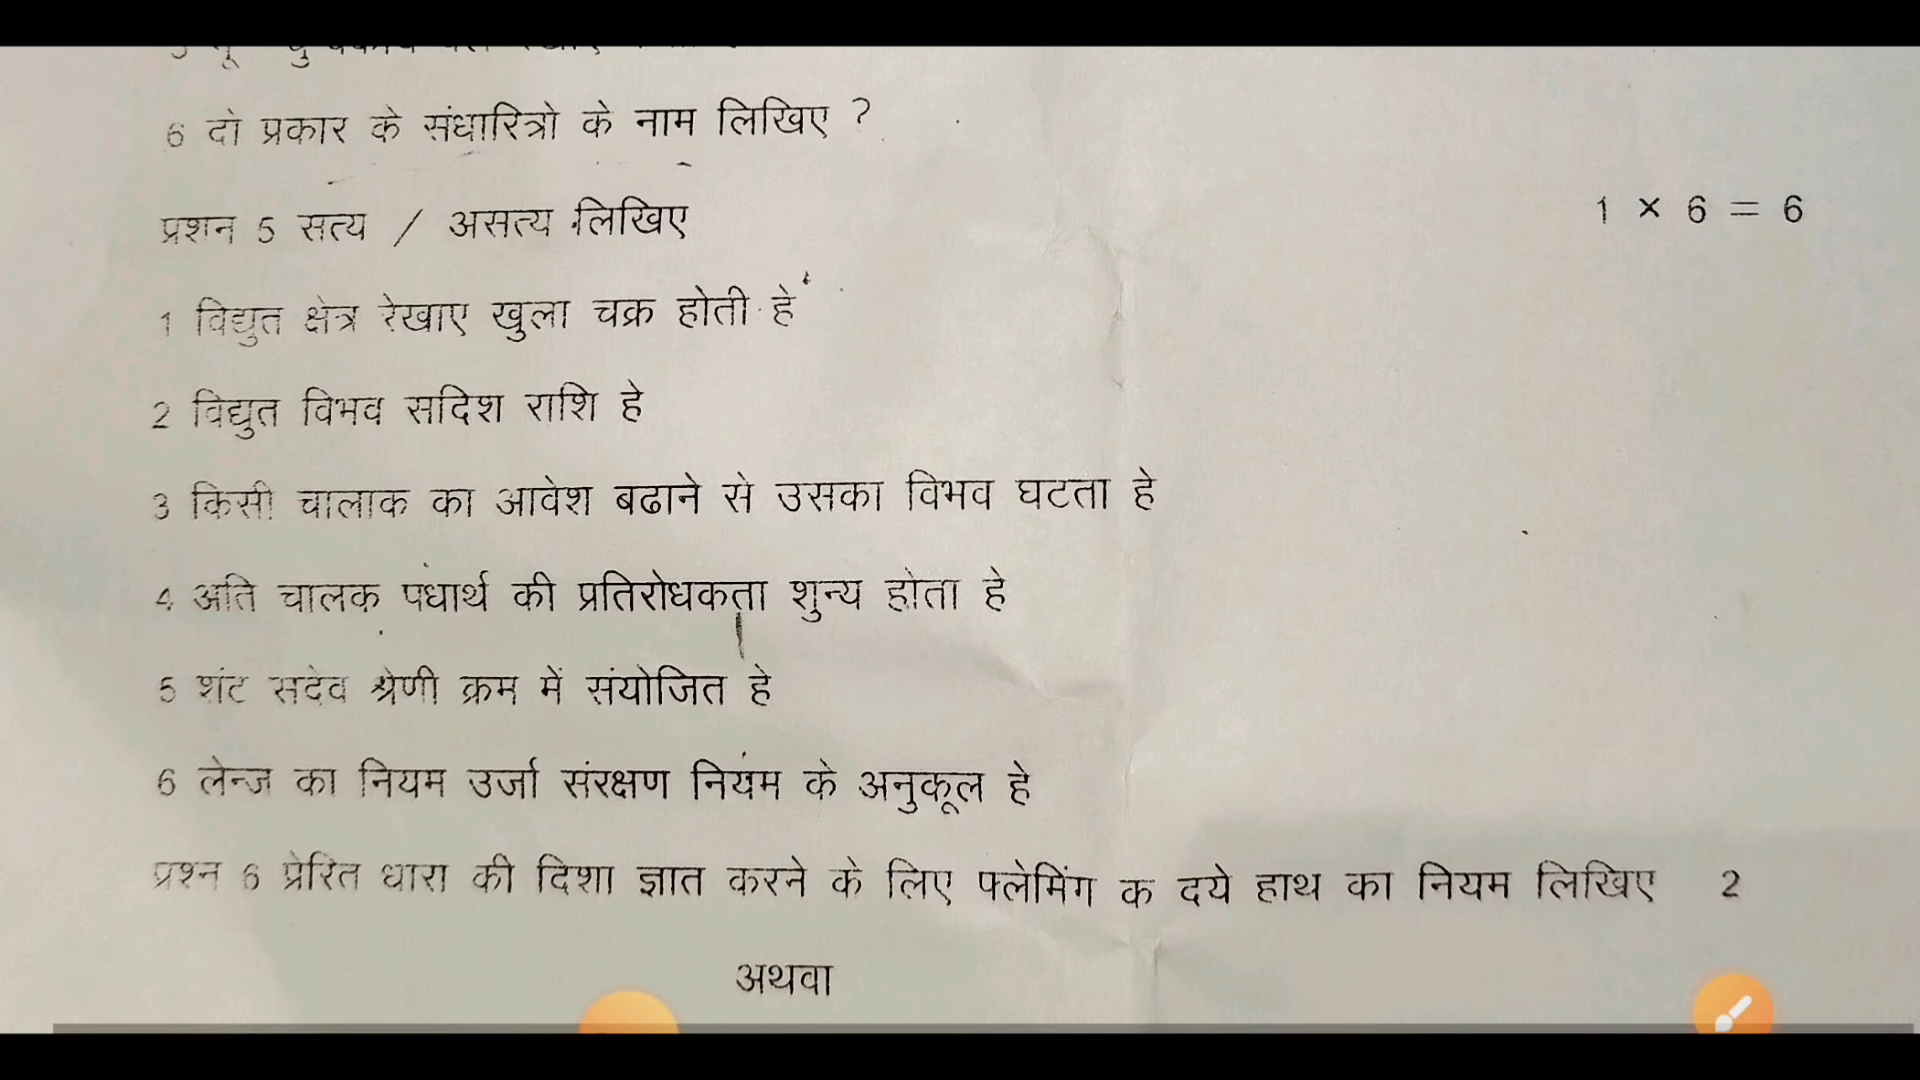 6 दो प्रकार के संधारित्रो के नाम लिखिए ?
प्रशन 5 सत्य / असत्य लिखिए 1 × 6 = 6
1 विद्युत क्षेत्र रेखाए खुला चक्र होती हे
2 विद्युत विभव सदिश राशि हे
3 किसी चालाक का आवेश बढाने से उसका विभव घटता हे
4 अति चालक पधार्थ की प्रतिरोधकता शुन्य होता हे
5 शंट सदेव श्रेणी क्रम में संयोजित हे
6 लेन्ज का नियम उर्जा संरक्षण नियम के अनुकूल हे
प्रश्न 6 प्रेरित धारा की दिशा ज्ञात करने के लिए फ्लेमिंग क दये हाथ का नियम लिखिए 2
अथवा